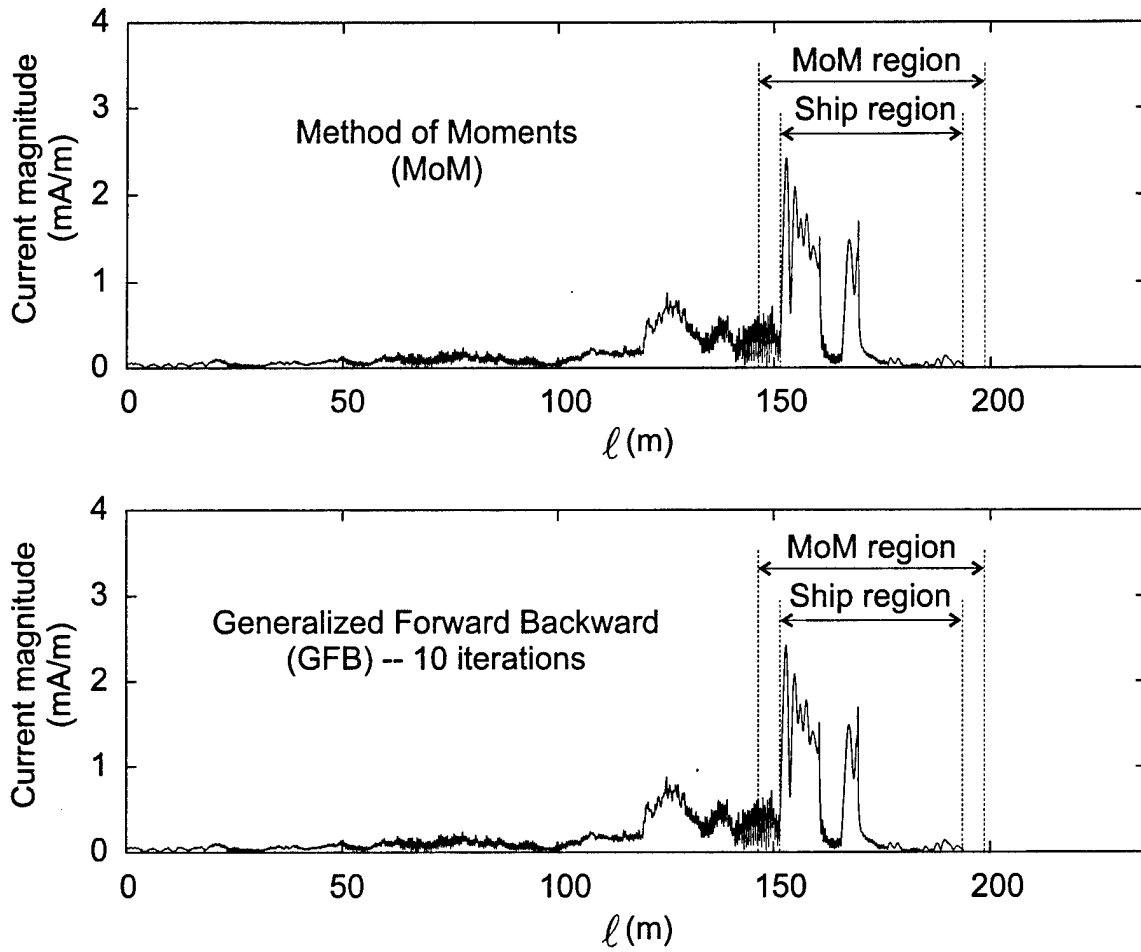 4
3
2
1
0
Current magnitude
(mA/m)
MoM region
Ship region
Method of Moments
(MoM)
0
50
100
150
200
ℓ (m)
4
3
2
1
0
Current magnitude
(mA/m)
MoM region
Ship region
Generalized Forward Backward
(GFB) -- 10 iterations
0
50
100
150
200
ℓ (m)